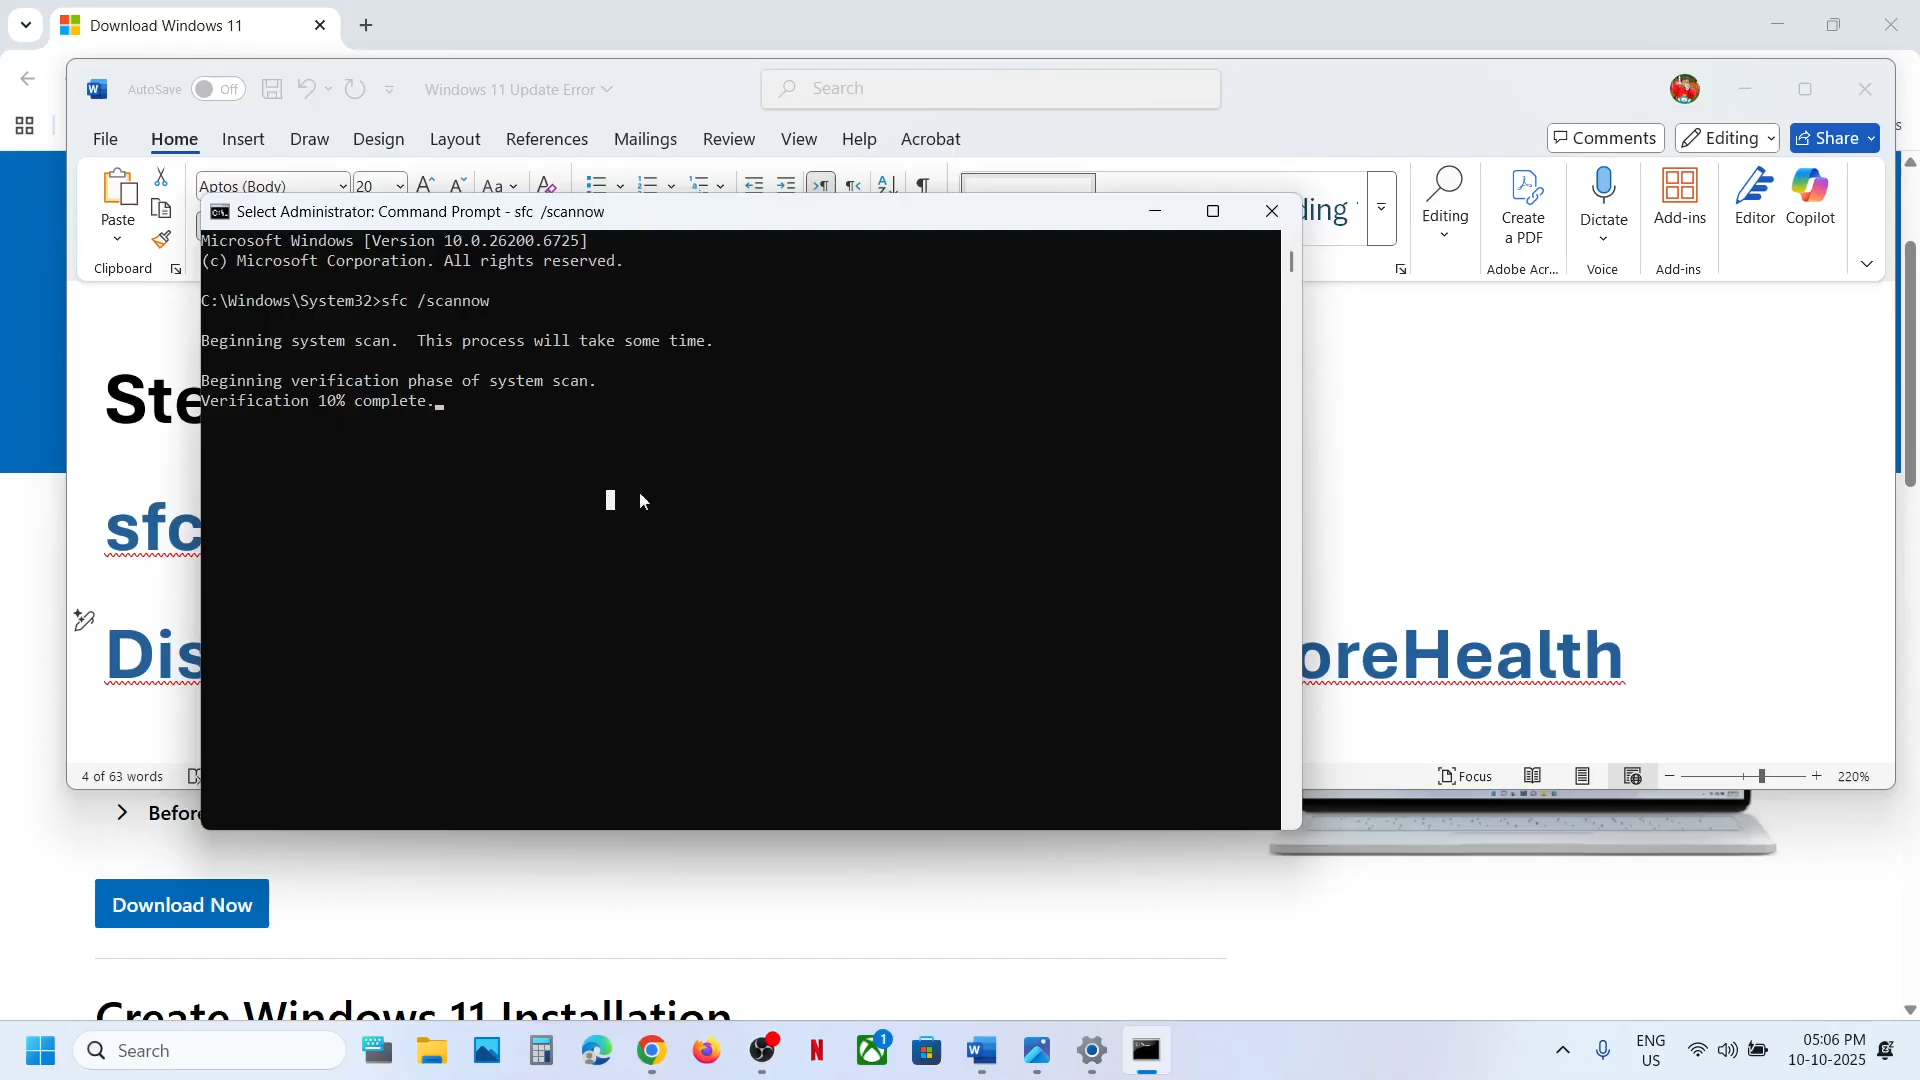 Download Windows 11
AutoSave Off
Windows 11 Update Error
Search
File Home Insert Draw Design Layout References Mailings Review View Help Acrobat
Comments Editing Share
Aptos (Body) 20
Aa
Paste
Clipboard
ding
Editing
Create a PDF
Adobe Acr...
Dictate
Voice
Add-ins
Add-ins
Editor
Copilot
Select Administrator: Command Prompt - sfc  /scannow
Microsoft Windows [Version 10.0.26200.6725]
(c) Microsoft Corporation. All rights reserved.
C:\Windows\System32>sfc /scannow
Beginning system scan.  This process will take some time.
Beginning verification phase of system scan.
Verification 10% complete.
Ste
sfc
Dis
oreHealth
4 of 63 words
Focus
220%
Before
Download Now
Create Windows 11 Installation
Search
1
ENG
US
05:06 PM
10-10-2025